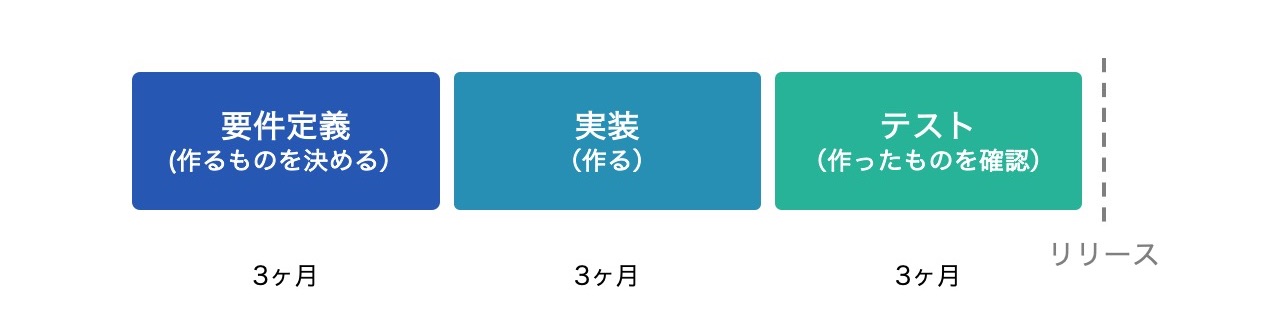 要件定義
(作るものを決める）
実装
（作る）
テスト
（作ったものを確認）
リリース
3ヶ月
3ヶ月
3ヶ月